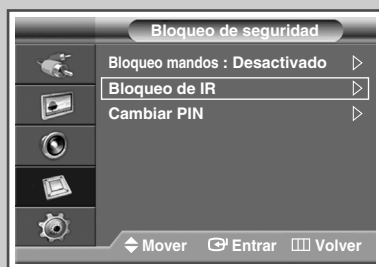 Bloqueo de seguridad
Bloqueo mandos : Desactivado
Bloqueo de IR
Cambiar PIN
Mover Entrar Volver